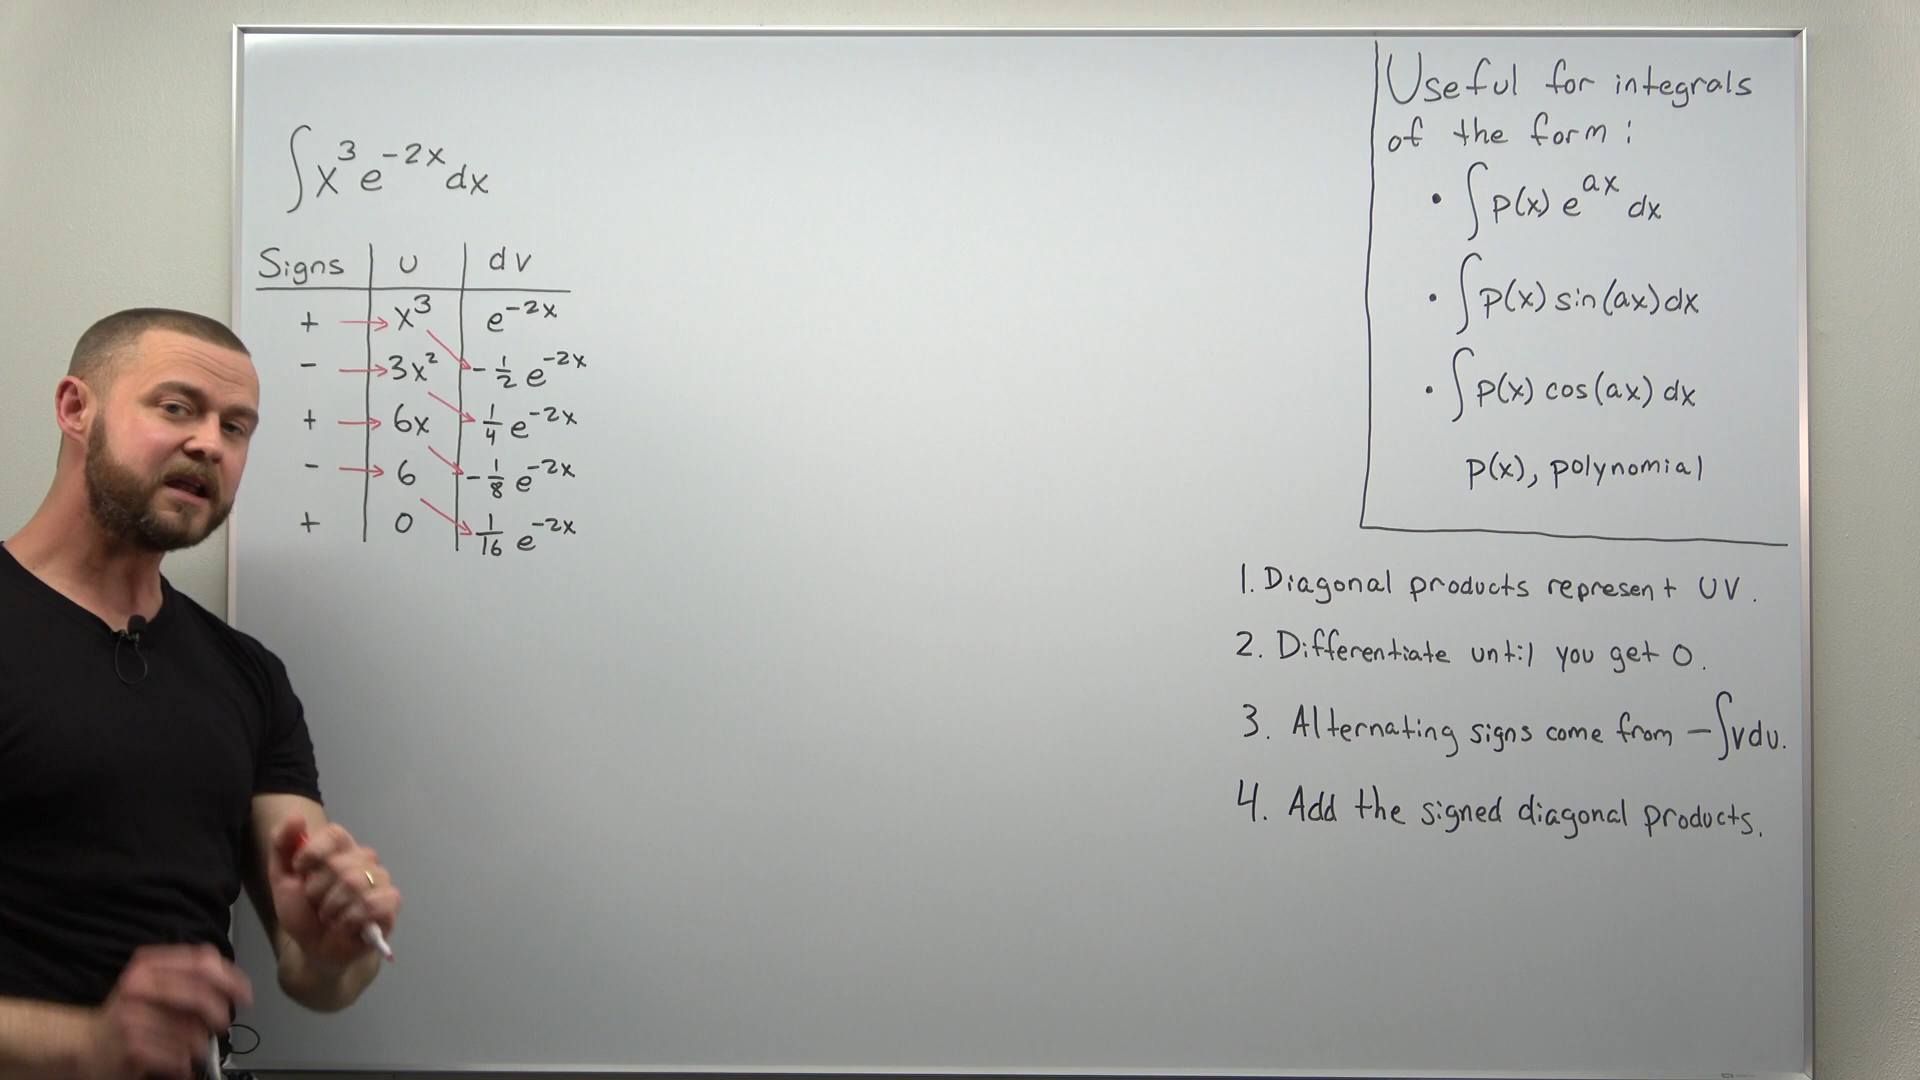 ∫x³e⁻²ˣdx
Signs u dv
+ → x³ e⁻²ˣ
- → 3x² -1/2 e⁻²ˣ
+ → 6x 1/4 e⁻²ˣ
- → 6 -1/8 e⁻²ˣ
+ 0 1/16 e⁻²ˣ
Useful for integrals
of the form:
• ∫p(x) eᵃˣ dx
• ∫p(x) sin(ax)dx
• ∫p(x) cos(ax) dx
p(x), polynomial
1. Diagonal products represent UV.
2. Differentiate until you get 0.
3. Alternating signs come from -∫vdu.
4. Add the signed diagonal products.